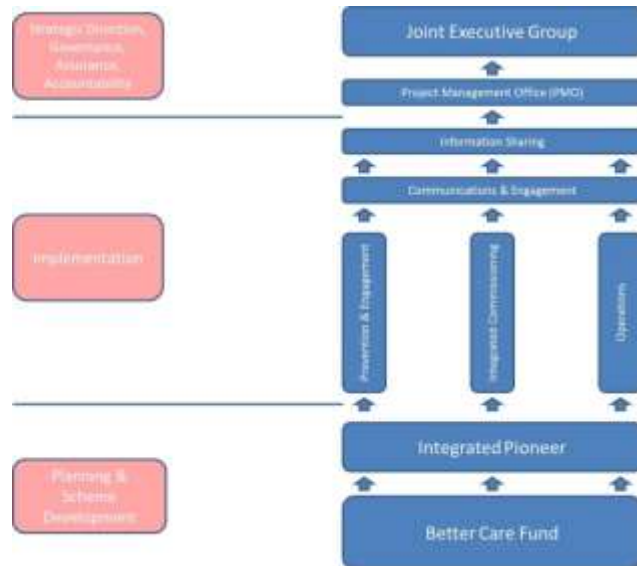 Strategic Direction,
Governance,
Assurance,
Accountability
Joint Executive Group
Project Management Office (PMO)
Information Sharing
Communications & Engagement
Implementation
Prevention & Engagement
Integrated Commissioning
Operations
Integrated Pioneer
Planning &
Scheme
Development
Better Care Fund